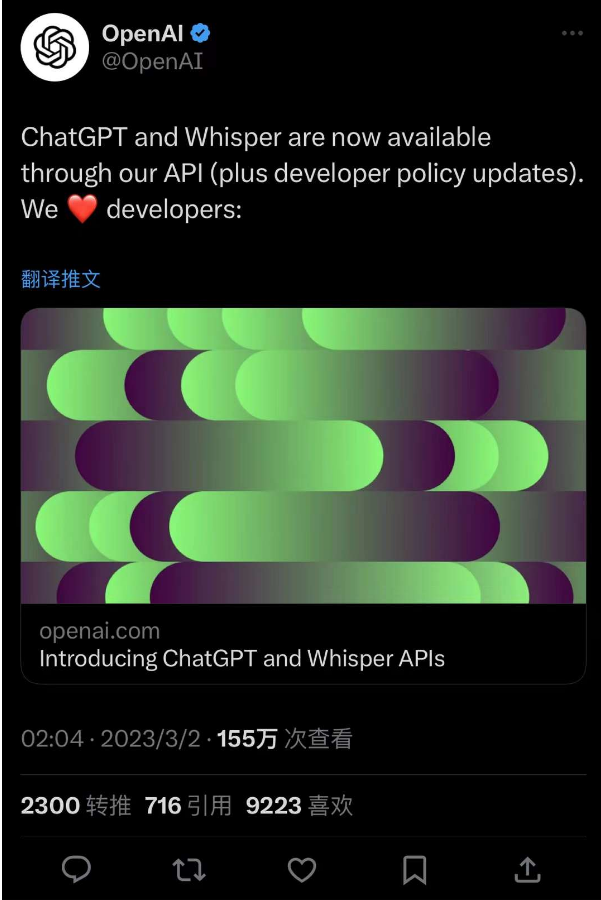 OpenAI
@OpenAI
ChatGPT and Whisper are now available
through our API (plus developer policy updates).
We ❤️ developers:
翻译推文
openai.com
Introducing ChatGPT and Whisper APIs
02:04 · 2023/3/2 · 155万 次查看
2300 转推 716 引用 9223 喜欢